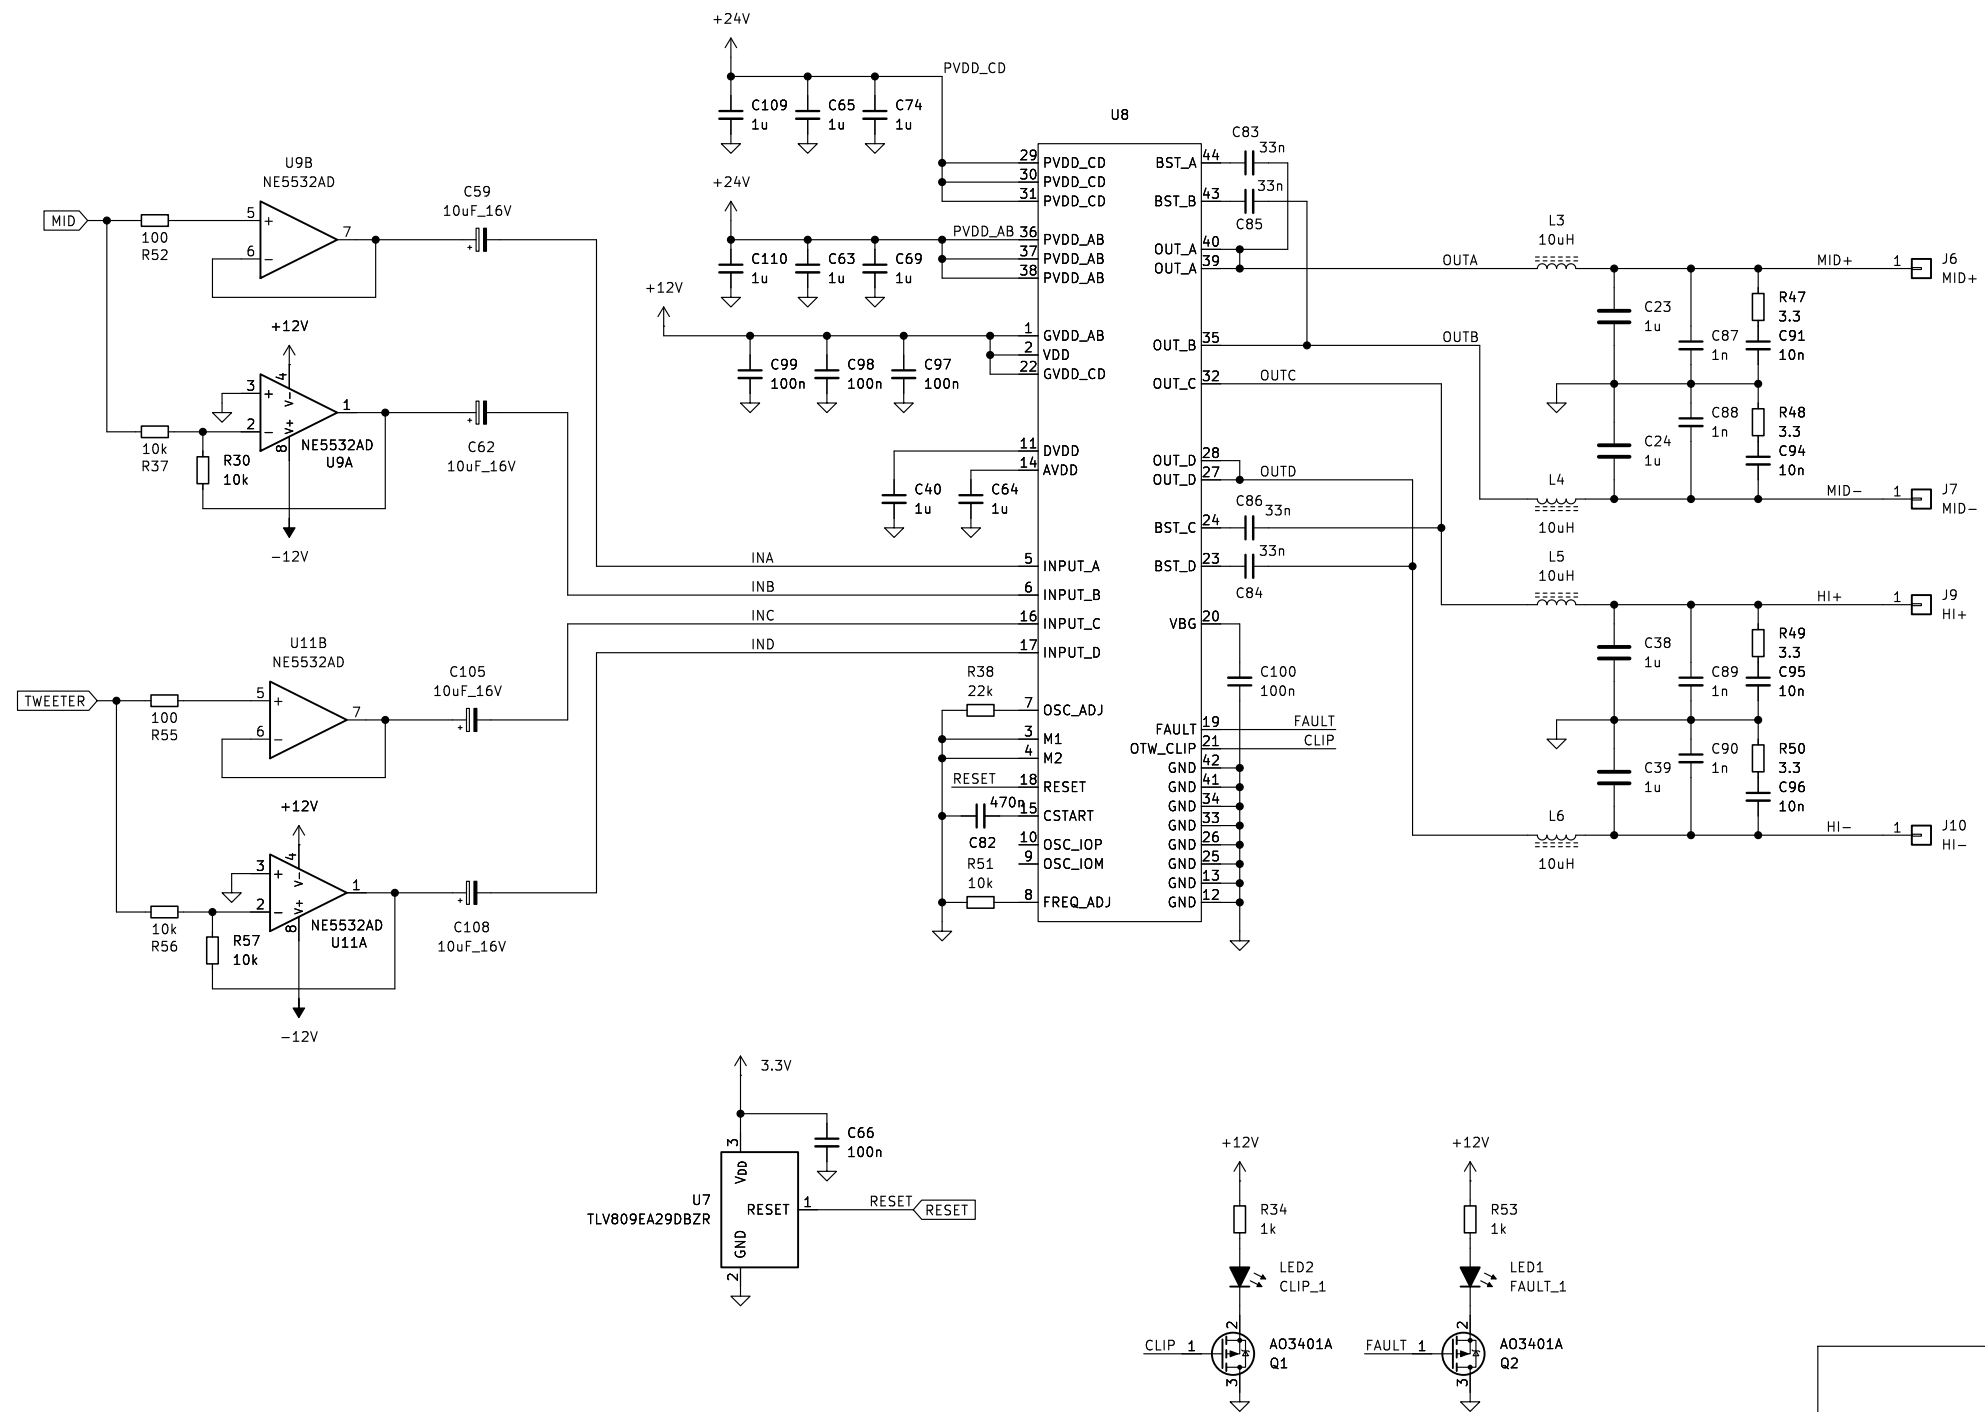 +24V
PVDD_CD
C109
1u
C65
1u
C74
1u
+24V
PVDD_AB
C110
1u
C63
1u
C69
1u
+12V
C99
100n
C98
100n
C97
100n
C40
1u
C64
1u
U9B
NE5532AD
MID
100
R52
5
+
6
-
7
C59
+
10uF_16V
+12V
3
+
4
V-
2
-
8
V+
1
NE5532AD
U9A
10k
R37
R30
10k
-12V
C62
+
10uF_16V
INA
INB
INC
IND
U11B
NE5532AD
TWEETER
100
R55
5
+
6
-
7
C105
+
10uF_16V
+12V
3
+
4
V-
2
-
8
V+
1
NE5532AD
U11A
10k
R56
R57
10k
-12V
C108
+
10uF_16V
U8
29 PVDD_CD
30 PVDD_CD
31 PVDD_CD
36 PVDD_AB
37 PVDD_AB
38 PVDD_AB
1 GVDD_AB
2 VDD
22 GVDD_CD
11 DVDD
14 AVDD
5 INPUT_A
6 INPUT_B
16 INPUT_C
17 INPUT_D
R38
22k
7 OSC_ADJ
3 M1
4 M2
RESET
18 RESET
470n
15 CSTART
C82
10 OSC_IOP
9 OSC_IOM
R51
10k
8 FREQ_ADJ
BST_A 44
BST_B 43
OUT_A 40
OUT_A 39
OUT_B 35
OUT_C 32
OUT_D 28
OUT_D 27
BST_C 24
BST_D 23
VBG 20
FAULT 19
OTW_CLIP 21
GND 42
GND 41
GND 34
GND 33
GND 26
GND 25
GND 13
GND 12
C83
33n
33n
C85
OUTA
OUTB
OUTC
OUTD
C86
33n
33n
C84
C100
100n
FAULT
CLIP
L3
10uH
C23
1u
C87
1n
R47
3.3
C91
10n
MID+
1
J6
MID+
C24
1u
C88
1n
R48
3.3
C94
10n
L4
10uH
MID-
1
J7
MID-
L5
10uH
HI+
1
J9
HI+
C38
1u
C89
1n
R49
3.3
C95
10n
C39
1u
C90
1n
R50
3.3
C96
10n
L6
10uH
HI-
1
J10
HI-
3.3V
C66
100n
3
VDD
U7
TLV809EA29DBZR
RESET
1
RESET
RESET
GND
2
+12V
R34
1k
LED2
CLIP_1
2
CLIP
1
AO3401A
Q1
3
+12V
R53
1k
LED1
FAULT_1
2
FAULT
1
AO3401A
Q2
3